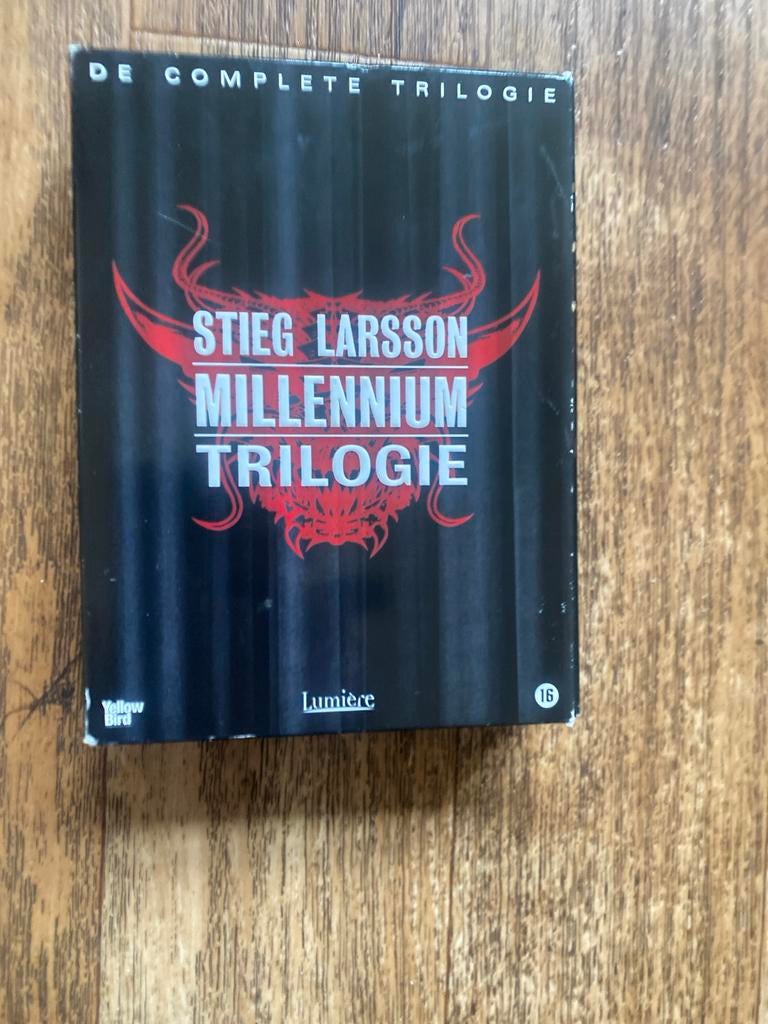 DE COMPLETE TRILOGIE
STIEG LARSSON
MILLENNIUM
TRILOGIE
Yellow
Bird
Lumière
16